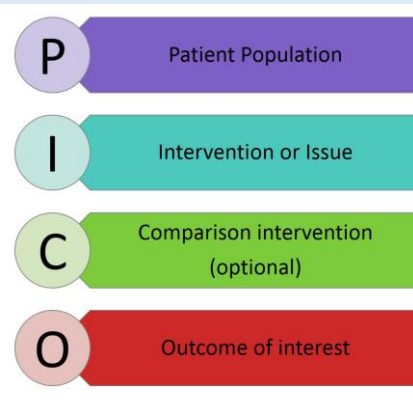 P
Patient Population
I
Intervention or Issue
C
Comparison intervention
(optional)
O
Outcome of interest